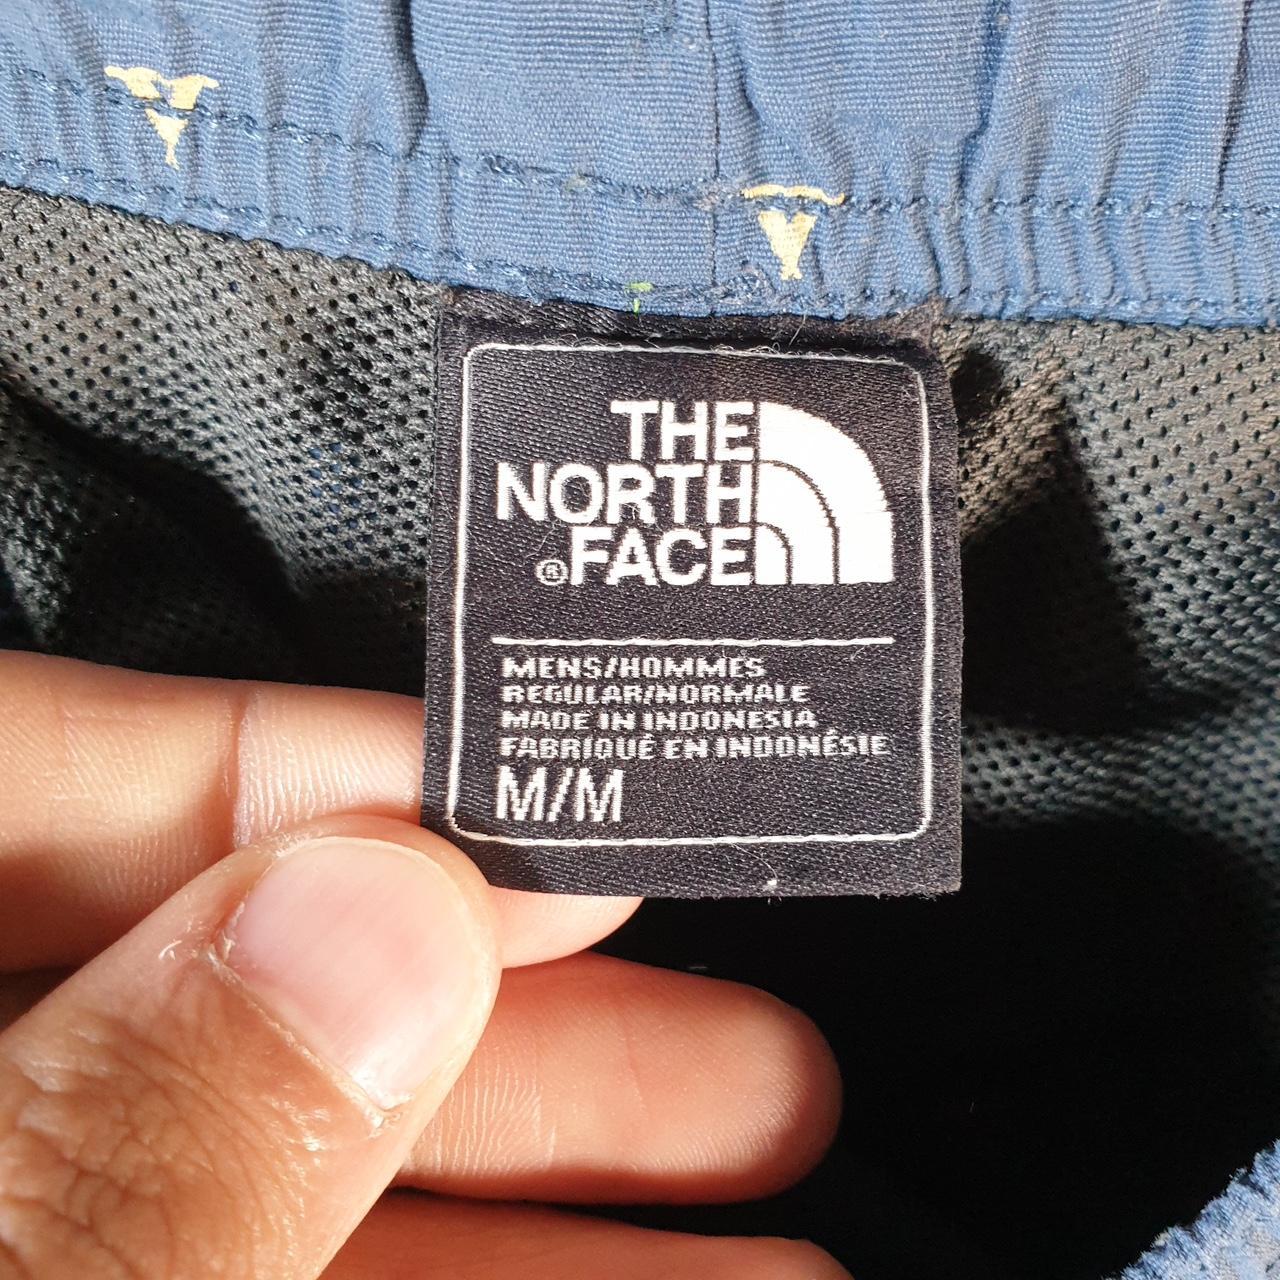 THE
NORTH
®FACE
MENS/HOMMES
REGULAR/NORMALE
MADE IN INDONESIA
FABRIQUÉ EN INDONÉSIE
M/M